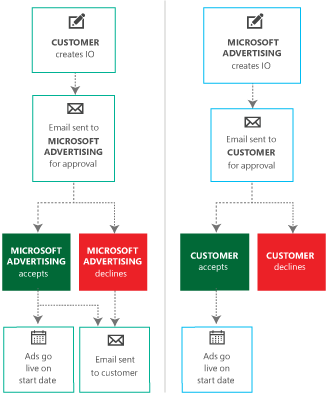 CUSTOMER
creates IO
Email sent to
MICROSOFT
ADVERTISING
for approval
MICROSOFT
ADVERTISING
accepts
MICROSOFT
ADVERTISING
declines
Ads go
live on
start date
Email sent
to customer
MICROSOFT
ADVERTISING
creates IO
Email sent to
CUSTOMER
for approval
CUSTOMER
accepts
CUSTOMER
declines
Ads go
live on
start date